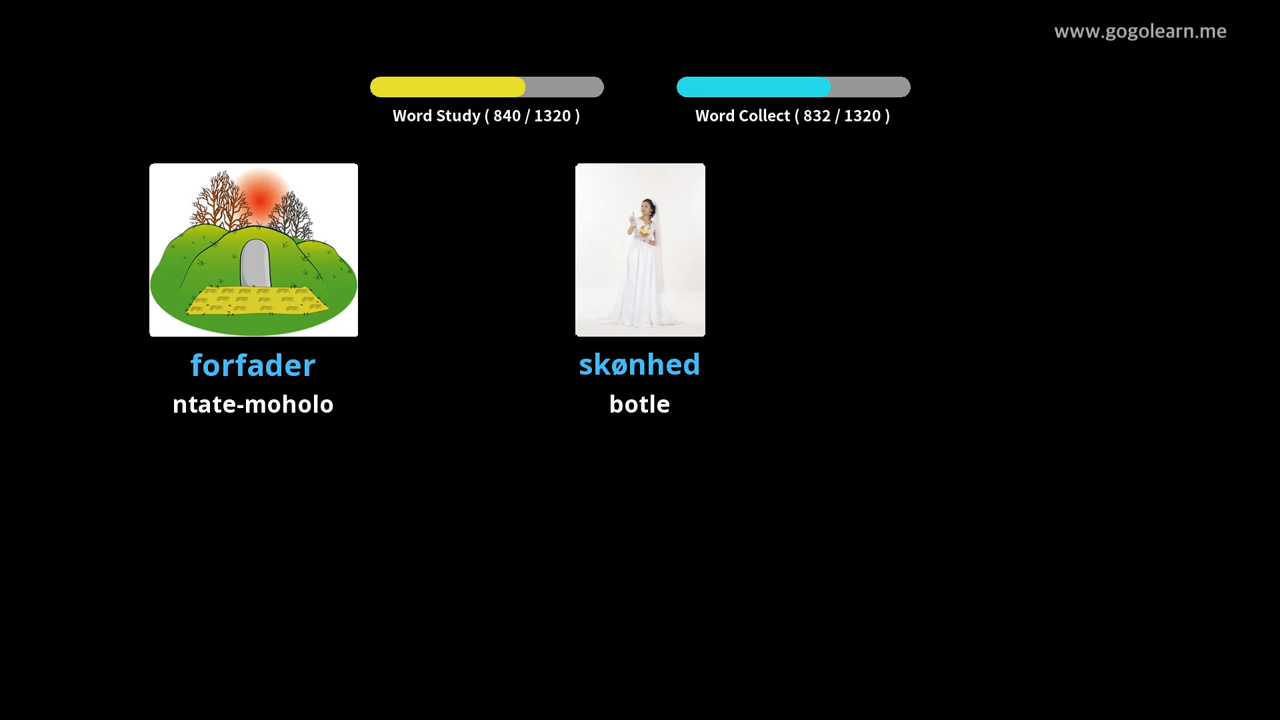 www.gogolearn.me
Word Study ( 840 / 1320 )
Word Collect ( 832 / 1320 )
forfader
ntate-moholo
skønhed
botle